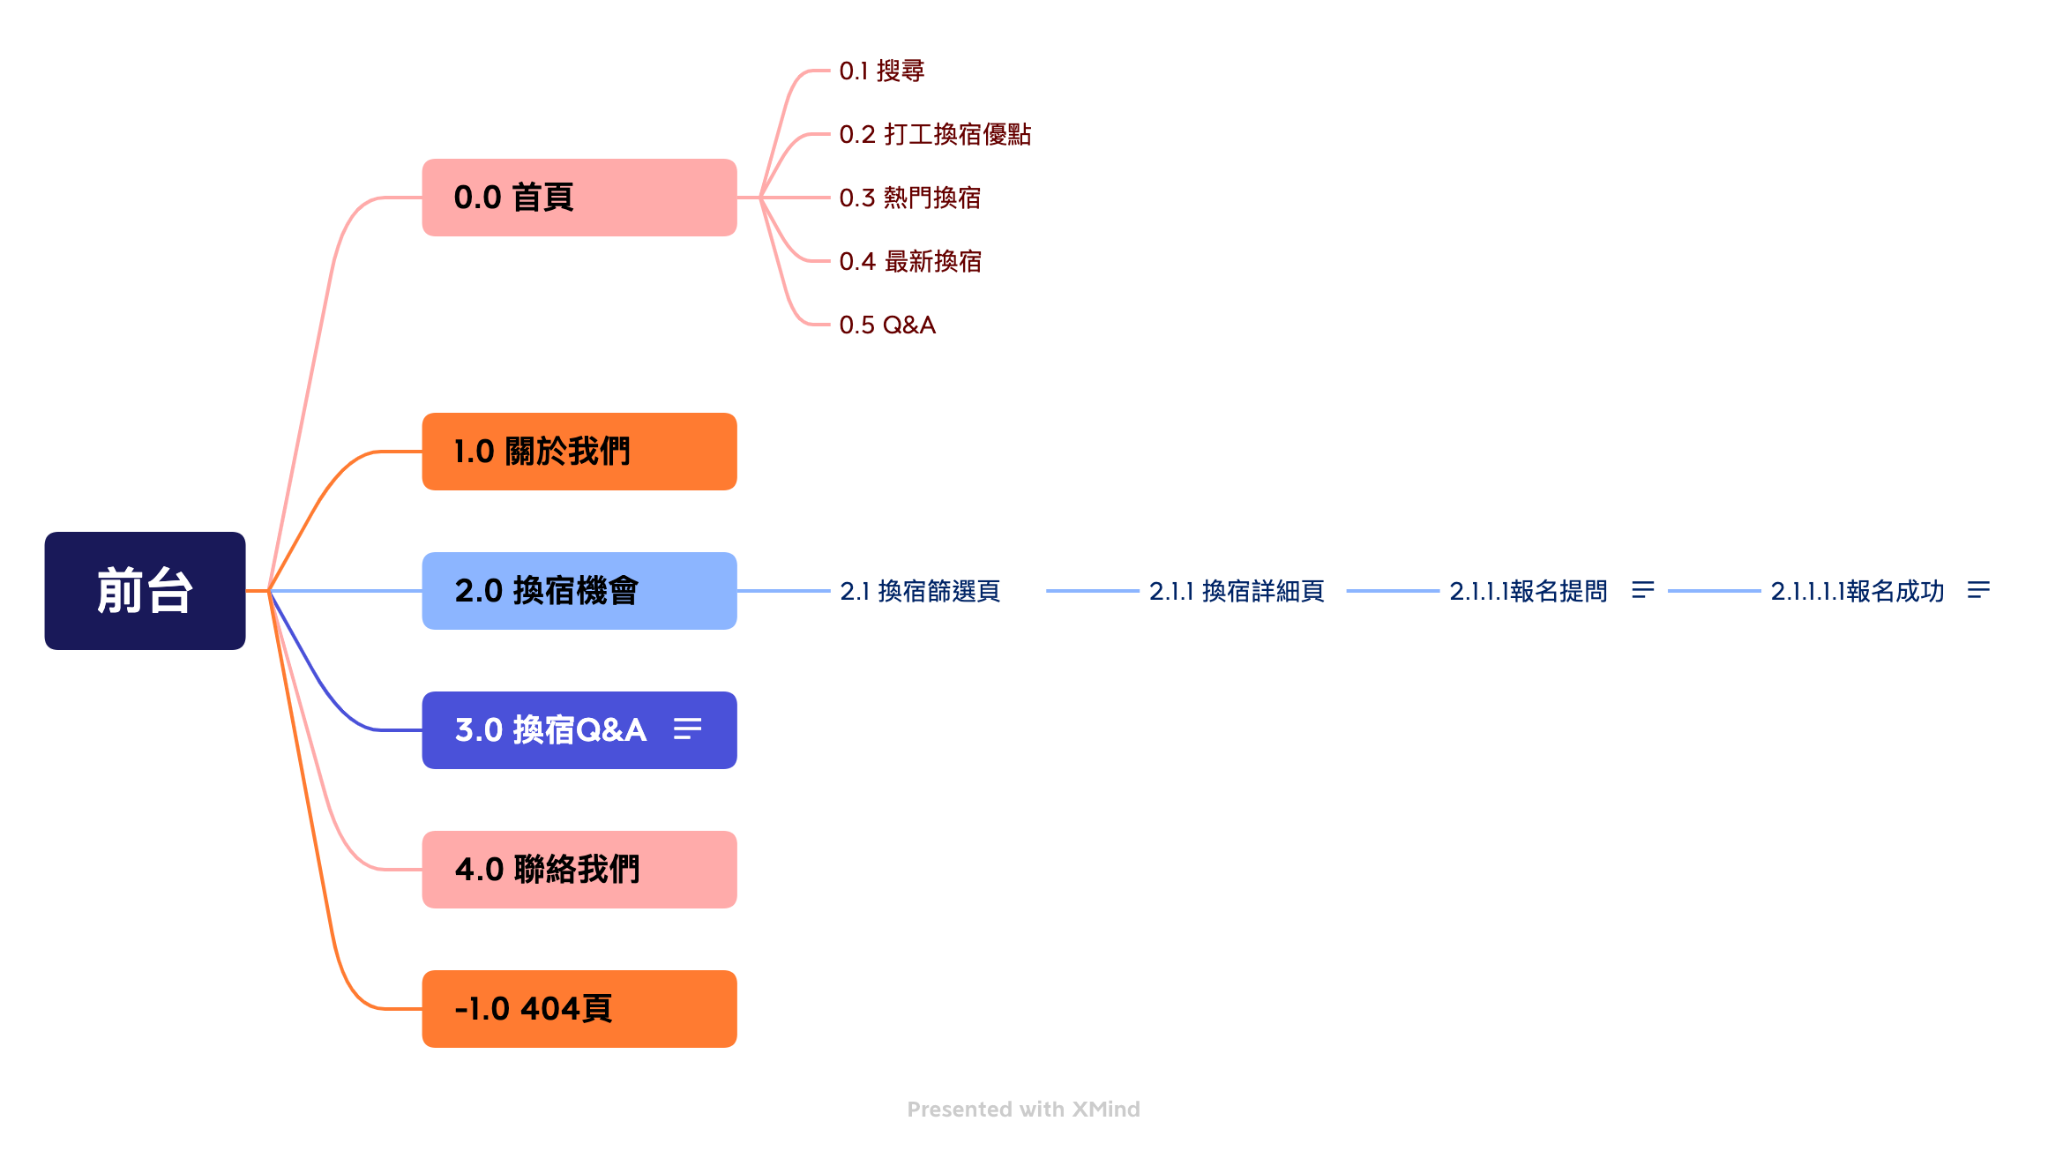 前台
0.0 首頁
0.1 搜尋
0.2 打工換宿優點
0.3 熱門換宿
0.4 最新換宿
0.5 Q&A
1.0 關於我們
2.0 換宿機會
2.1 換宿篩選頁
2.1.1 換宿詳細頁
2.1.1.1報名提問
2.1.1.1.1報名成功
3.0 換宿Q&A
4.0 聯絡我們
-1.0 404頁
Presented with XMind